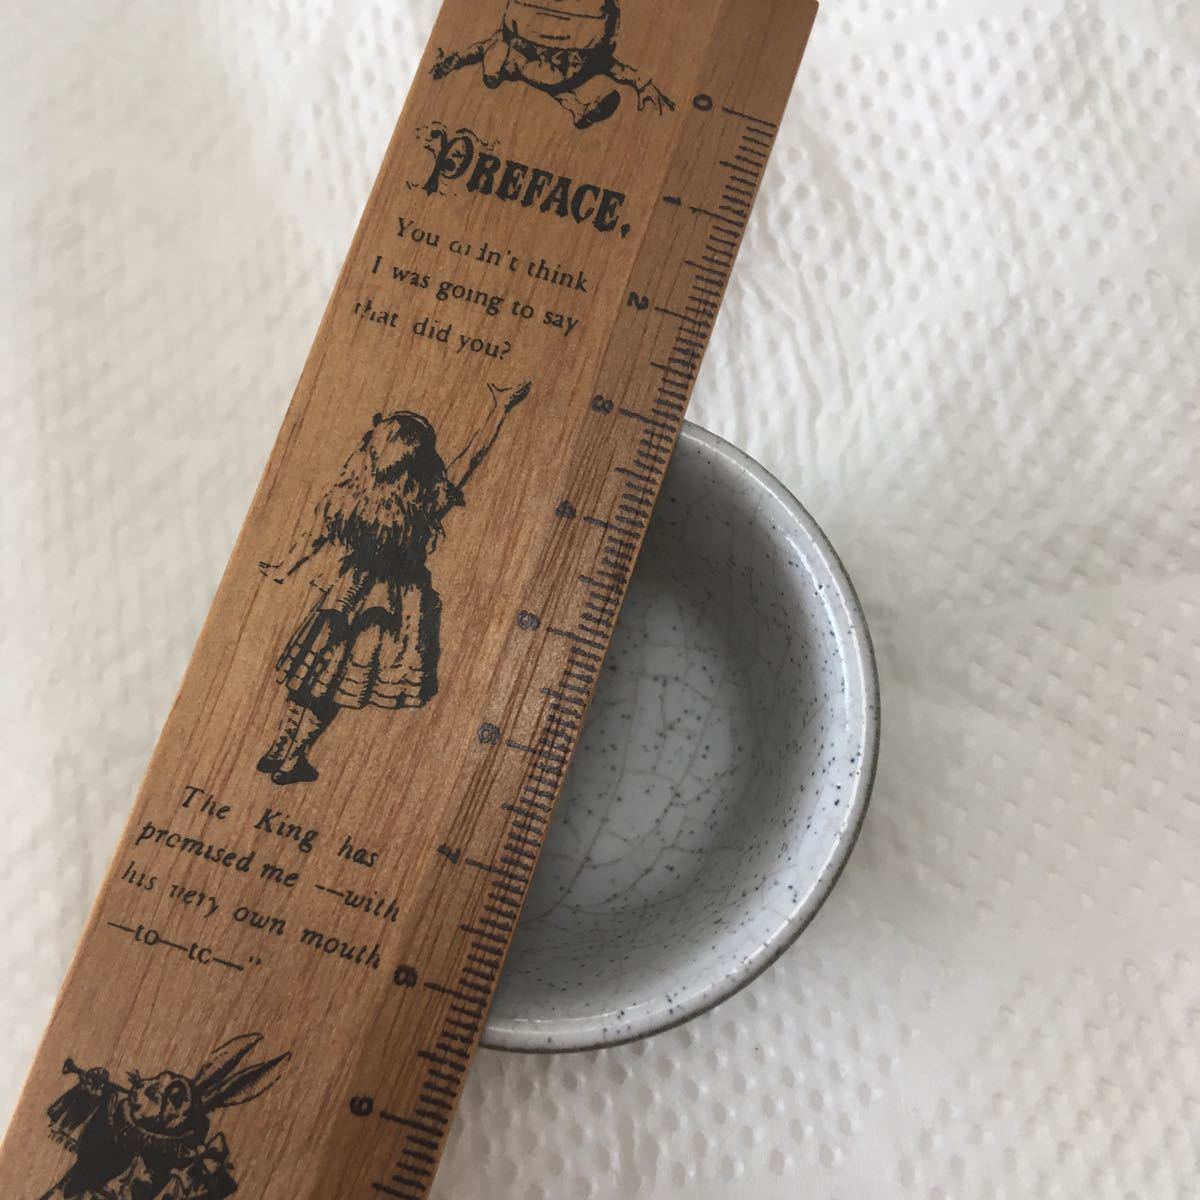 PREFACE.
You didn't think
I was going to say
that did you?
The King has
promised me —with
his very own mouth
—to—to—"
0
1
2
3
4
5
6
7
8
9